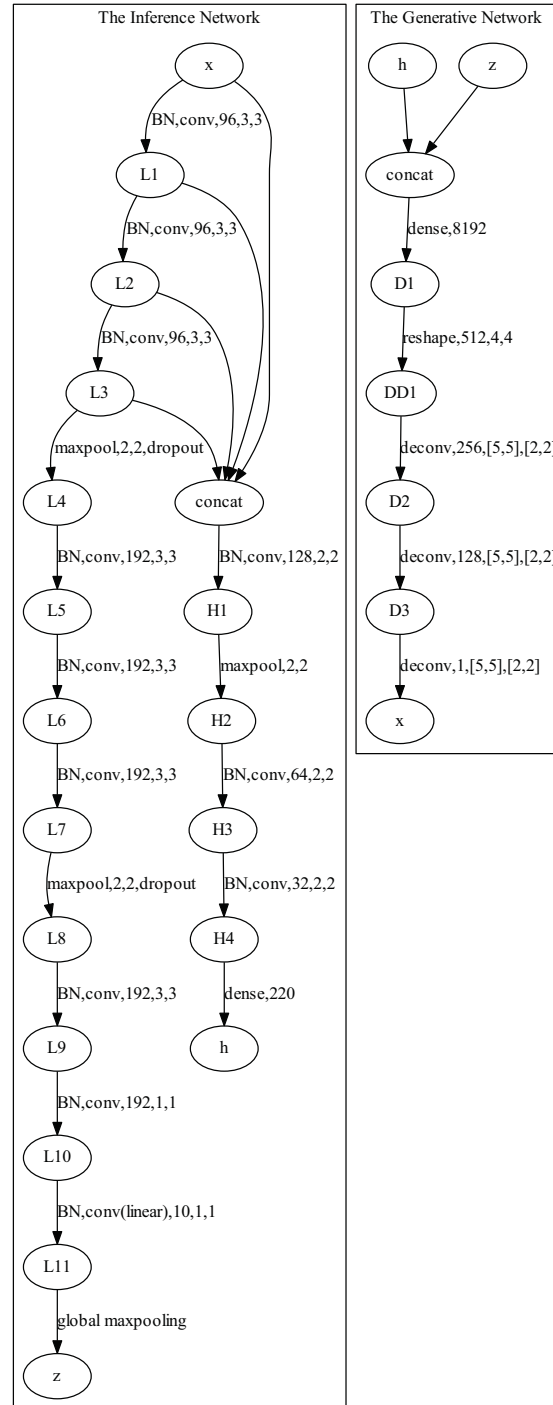 The Inference Network
x
BN,conv,96,3,3
L1
BN,conv,96,3,3
L2
BN,conv,96,3,3
L3
maxpool,2,2,dropout
L4
concat
BN,conv,192,3,3
BN,conv,128,2,2
L5
H1
BN,conv,192,3,3
maxpool,2,2
L6
H2
BN,conv,192,3,3
BN,conv,64,2,2
L7
H3
maxpool,2,2,dropout
BN,conv,32,2,2
L8
H4
BN,conv,192,3,3
dense,220
L9
h
BN,conv,192,1,1
L10
BN,conv(linear),10,1,1
L11
global maxpooling
z
The Generative Network
h
z
concat
dense,8192
D1
reshape,512,4,4
DD1
deconv,256,[5,5],[2,2]
D2
deconv,128,[5,5],[2,2]
D3
deconv,1,[5,5],[2,2]
x